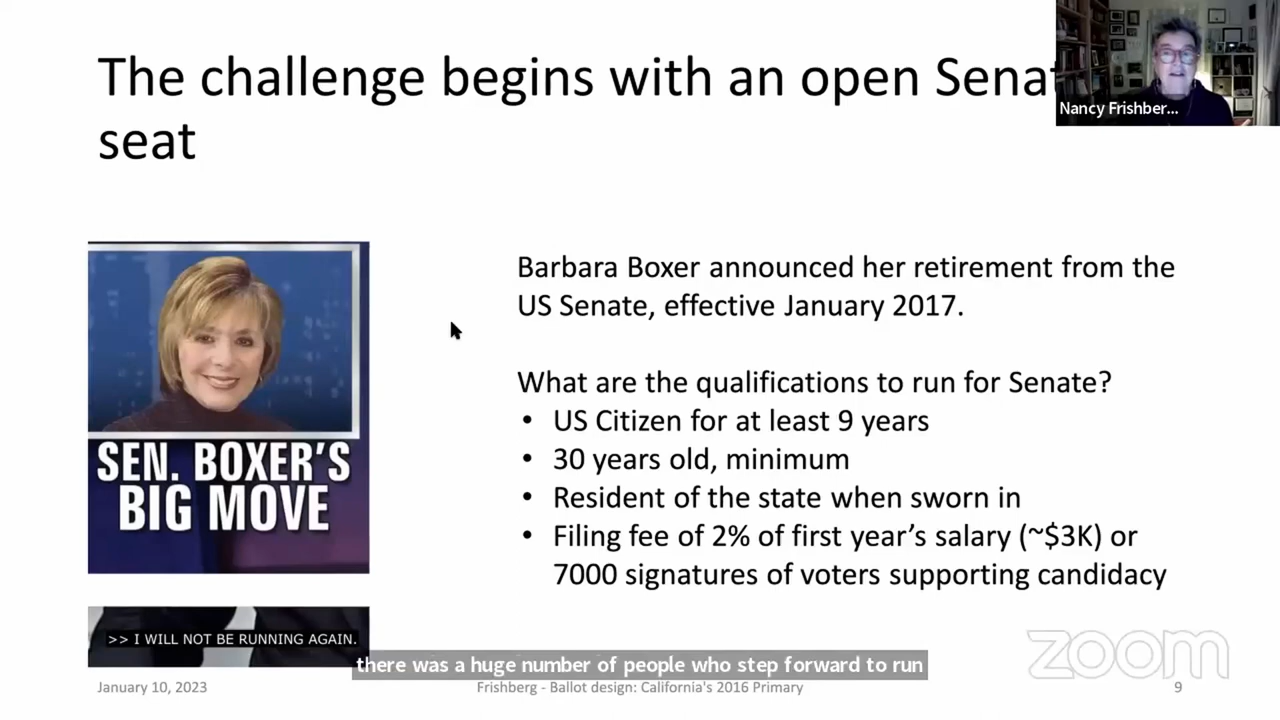 The challenge begins with an open Senat
seat
Nancy Frishber...
Barbara Boxer announced her retirement from the
US Senate, effective January 2017.
What are the qualifications to run for Senate?
• US Citizen for at least 9 years
• 30 years old, minimum
• Resident of the state when sworn in
• Filing fee of 2% of first year’s salary (~$3K) or
7000 signatures of voters supporting candidacy
SEN. BOXER'S
BIG MOVE
>> I WILL NOT BE RUNNING AGAIN.
there was a huge number of people who step forward to run
zoom
January 10, 2023
Frishberg - Ballot design: California's 2016 Primary
9